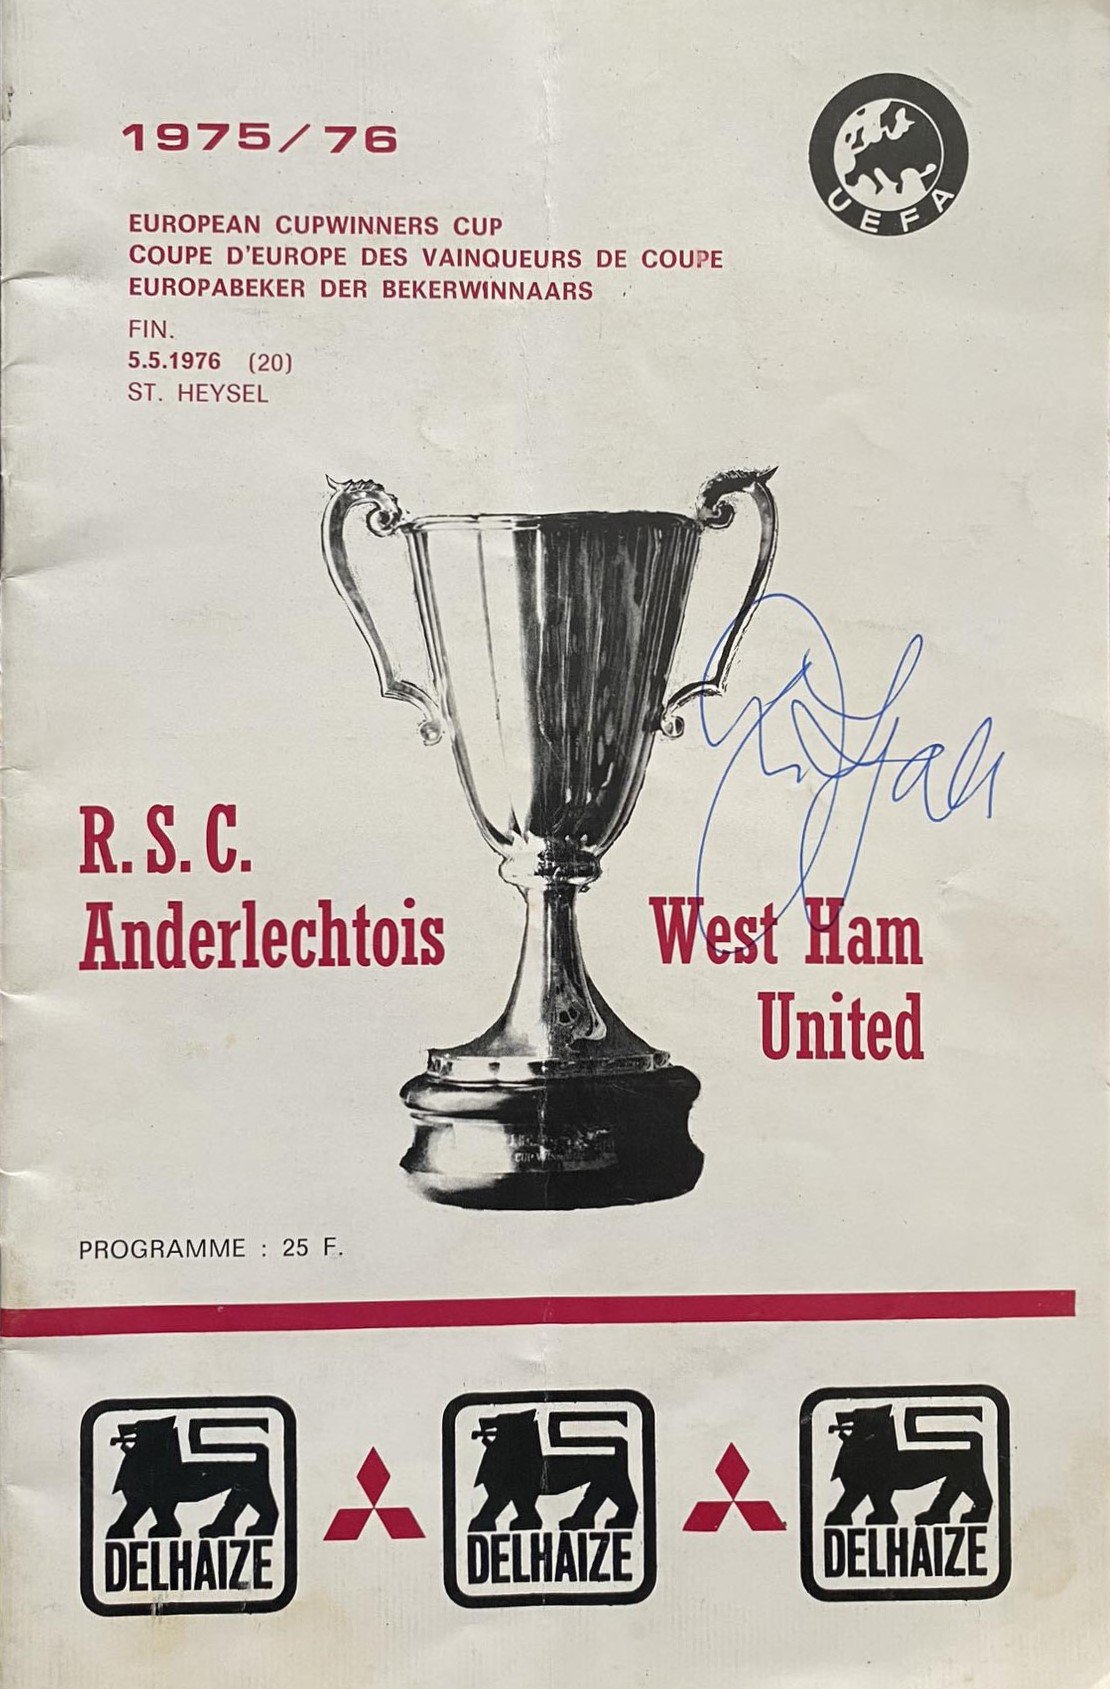 1975/76
UEFA
EUROPEAN CUPWINNERS CUP
COUPE D'EUROPE DES VAINQUEURS DE COUPE
EUROPABEKER DER BEKERWINNAARS
FIN.
5.5.1976 (20)
ST. HEYSEL
R.S.C.
Anderlechtois
West Ham
United
PROGRAMME : 25 F.
DELHAIZE
DELHAIZE
DELHAIZE